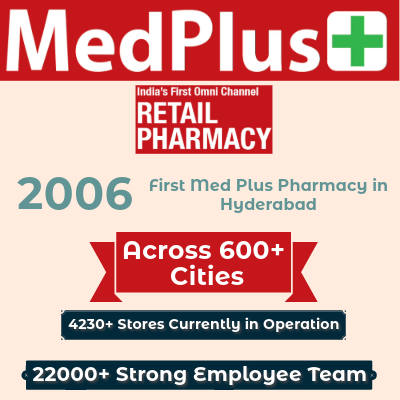 MedPlus
India's First Omni Channel
RETAIL
PHARMACY
2006
First Med Plus Pharmacy in
Hyderabad
Across 600+
Cities
4230+ Stores Currently in Operation
22000+ Strong Employee Team